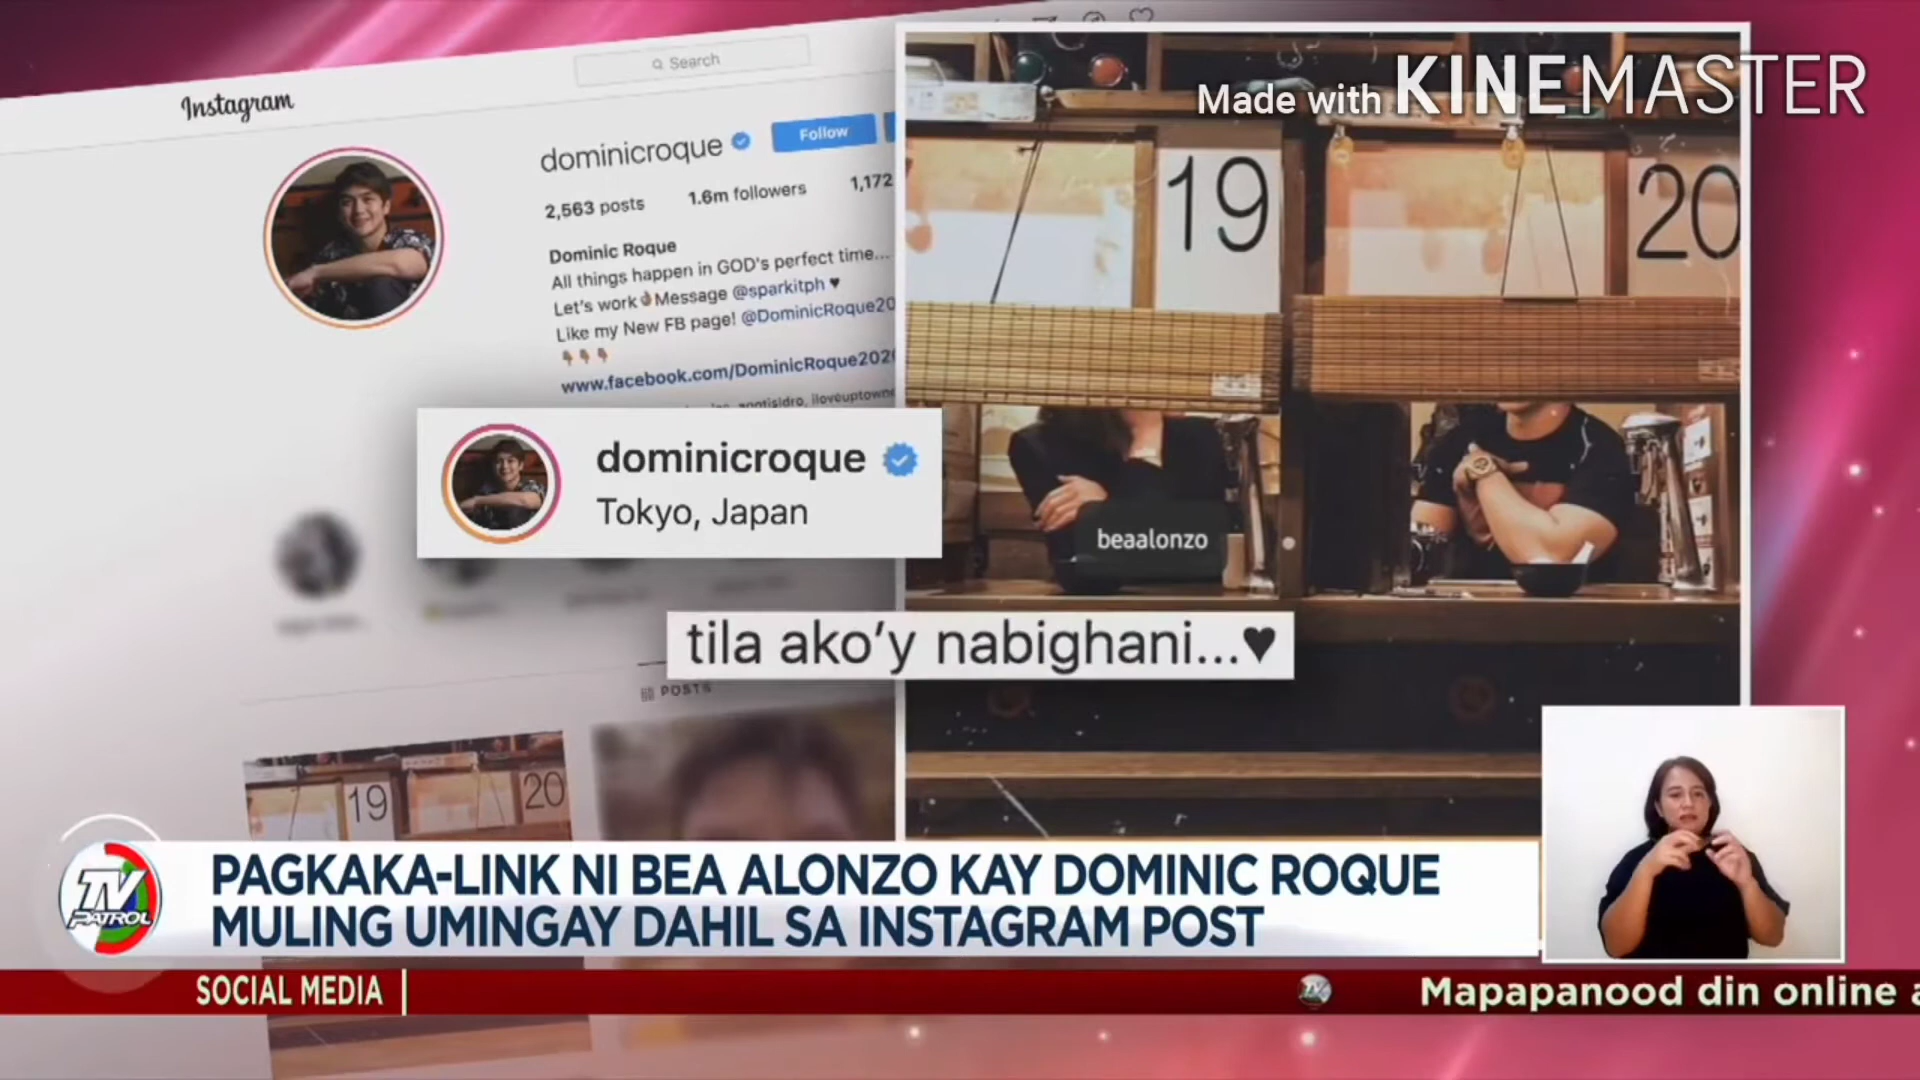 Made with KINEMASTER
Instagram
Search
dominicroque
Follow
2,563 posts
1.6m followers
1,172
Dominic Roque
All things happen in GOD's perfect time...
Let's work👌🏽Message @sparkitph ♥
Like my New FB page! @DominicRoque20
👇🏽👇🏽👇🏽
www.facebook.com/DominicRoque202
iloveuptown
19
20
dominicroque
Tokyo, Japan
beaalonzo
tila ako'y nabighani...♥
POSTS
19
20
TV PATROL
PAGKAKA-LINK NI BEA ALONZO KAY DOMINIC ROQUE
MULING UMINGAY DAHIL SA INSTAGRAM POST
SOCIAL MEDIA
TV
Mapapanood din online a